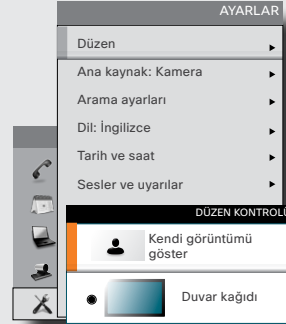 AYARLAR
Düzen
Ana kaynak: Kamera
Arama ayarları
Dil: İngilizce
Tarih ve saat
Sesler ve uyarılar
DÜZEN KONTROLÜ
Kendi görüntümü
göster
Duvar kağıdı